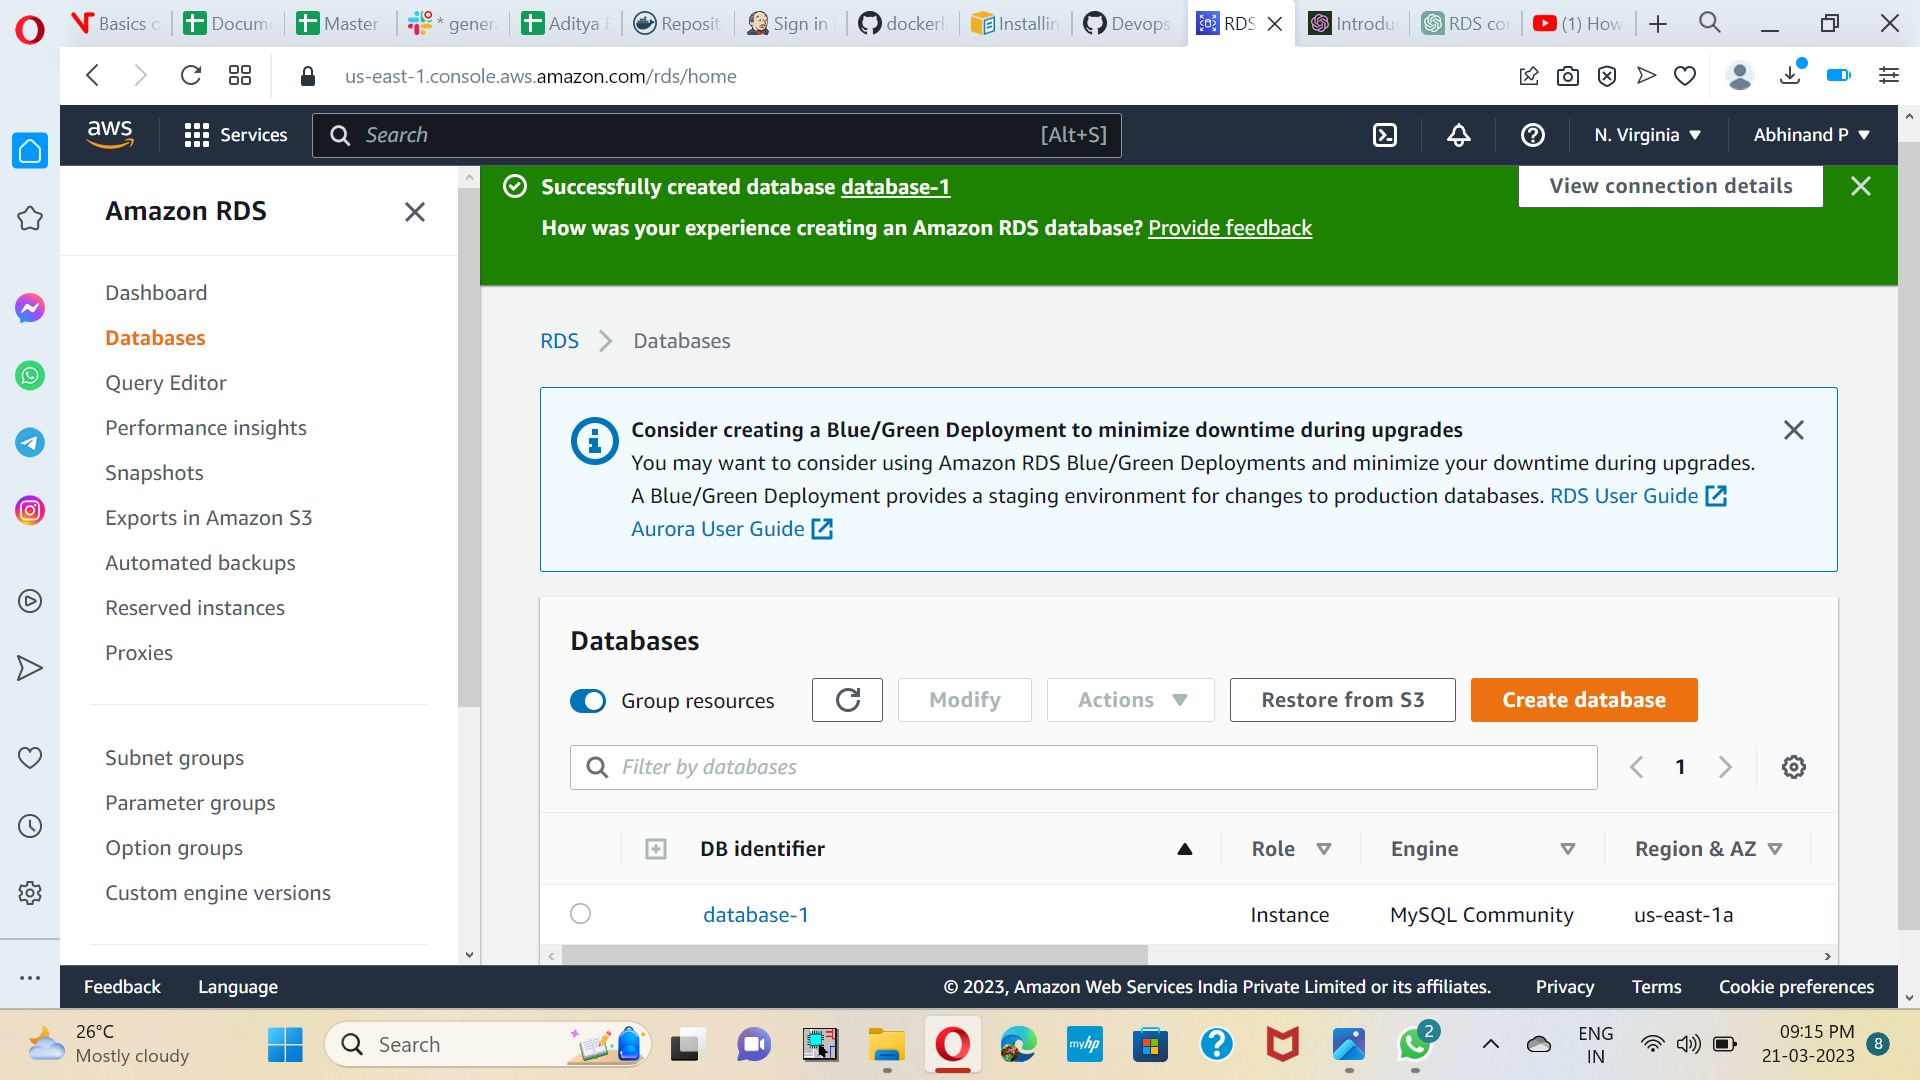 Basics o
Docume
Master
* genera
Aditya B
Reposit
Sign in
dockerl
Installin
Devops
RDS
Introdu
RDS co
(1) How
us-east-1.console.aws.amazon.com/rds/home
aws
Services
Search
[Alt+S]
N. Virginia
Abhinand P
Amazon RDS
Dashboard
Databases
Query Editor
Performance insights
Snapshots
Exports in Amazon S3
Automated backups
Reserved instances
Proxies
Subnet groups
Parameter groups
Option groups
Custom engine versions
Successfully created database database-1
View connection details
How was your experience creating an Amazon RDS database? Provide feedback
RDS
Databases
Consider creating a Blue/Green Deployment to minimize downtime during upgrades
You may want to consider using Amazon RDS Blue/Green Deployments and minimize your downtime during upgrades.
A Blue/Green Deployment provides a staging environment for changes to production databases. RDS User Guide
Aurora User Guide
Databases
Group resources
Modify
Actions
Restore from S3
Create database
Filter by databases
1
DB identifier
Role
Engine
Region & AZ
database-1
Instance
MySQL Community
us-east-1a
Feedback
Language
© 2023, Amazon Web Services India Private Limited or its affiliates.
Privacy
Terms
Cookie preferences
26°C
Mostly cloudy
Search
myhp
2
ENG
IN
09:15 PM
21-03-2023
8